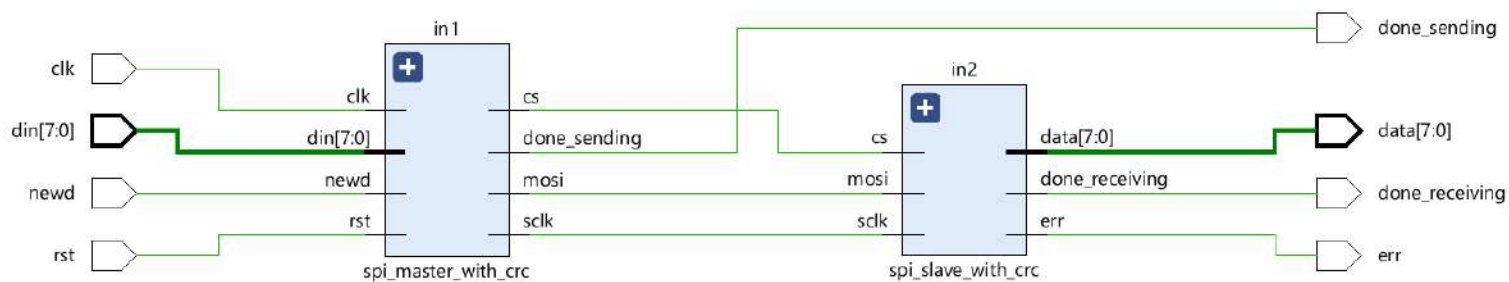 in1
done_sending
clk
in2
clk
cs
din[7:0]
din[7:0]
done_sending
cs
data[7:0]
data[7:0]
newd
newd
mosi
mosi
done_receiving
done_receiving
rst
rst
sclk
sclk
err
err
spi_master_with_crc
spi_slave_with_crc